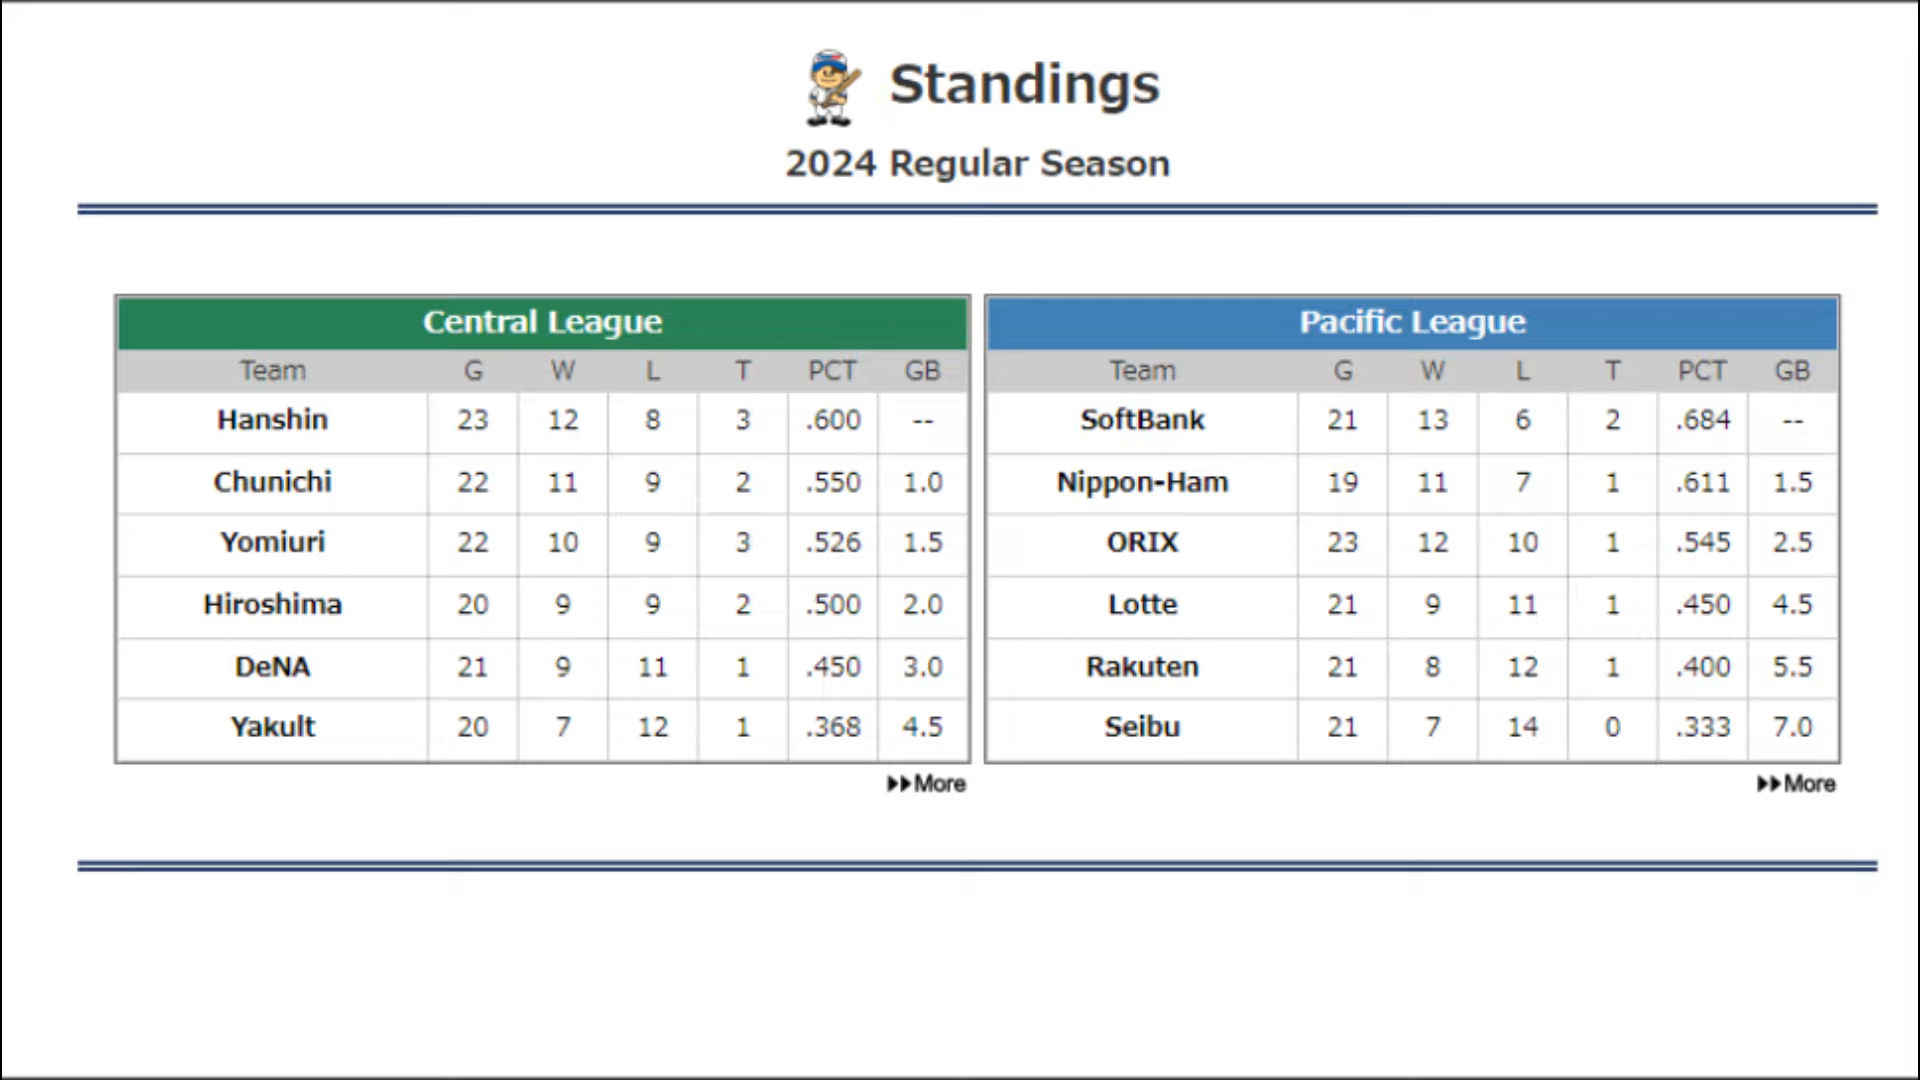 Standings
2024 Regular Season
Central League
Team G W L T PCT GB
Hanshin 23 12 8 3 .600 --
Chunichi 22 11 9 2 .550 1.0
Yomiuri 22 10 9 3 .526 1.5
Hiroshima 20 9 9 2 .500 2.0
DeNA 21 9 11 1 .450 3.0
Yakult 20 7 12 1 .368 4.5
▶▶More
Pacific League
Team G W L T PCT GB
SoftBank 21 13 6 2 .684 --
Nippon-Ham 19 11 7 1 .611 1.5
ORIX 23 12 10 1 .545 2.5
Lotte 21 9 11 1 .450 4.5
Rakuten 21 8 12 1 .400 5.5
Seibu 21 7 14 0 .333 7.0
▶▶More